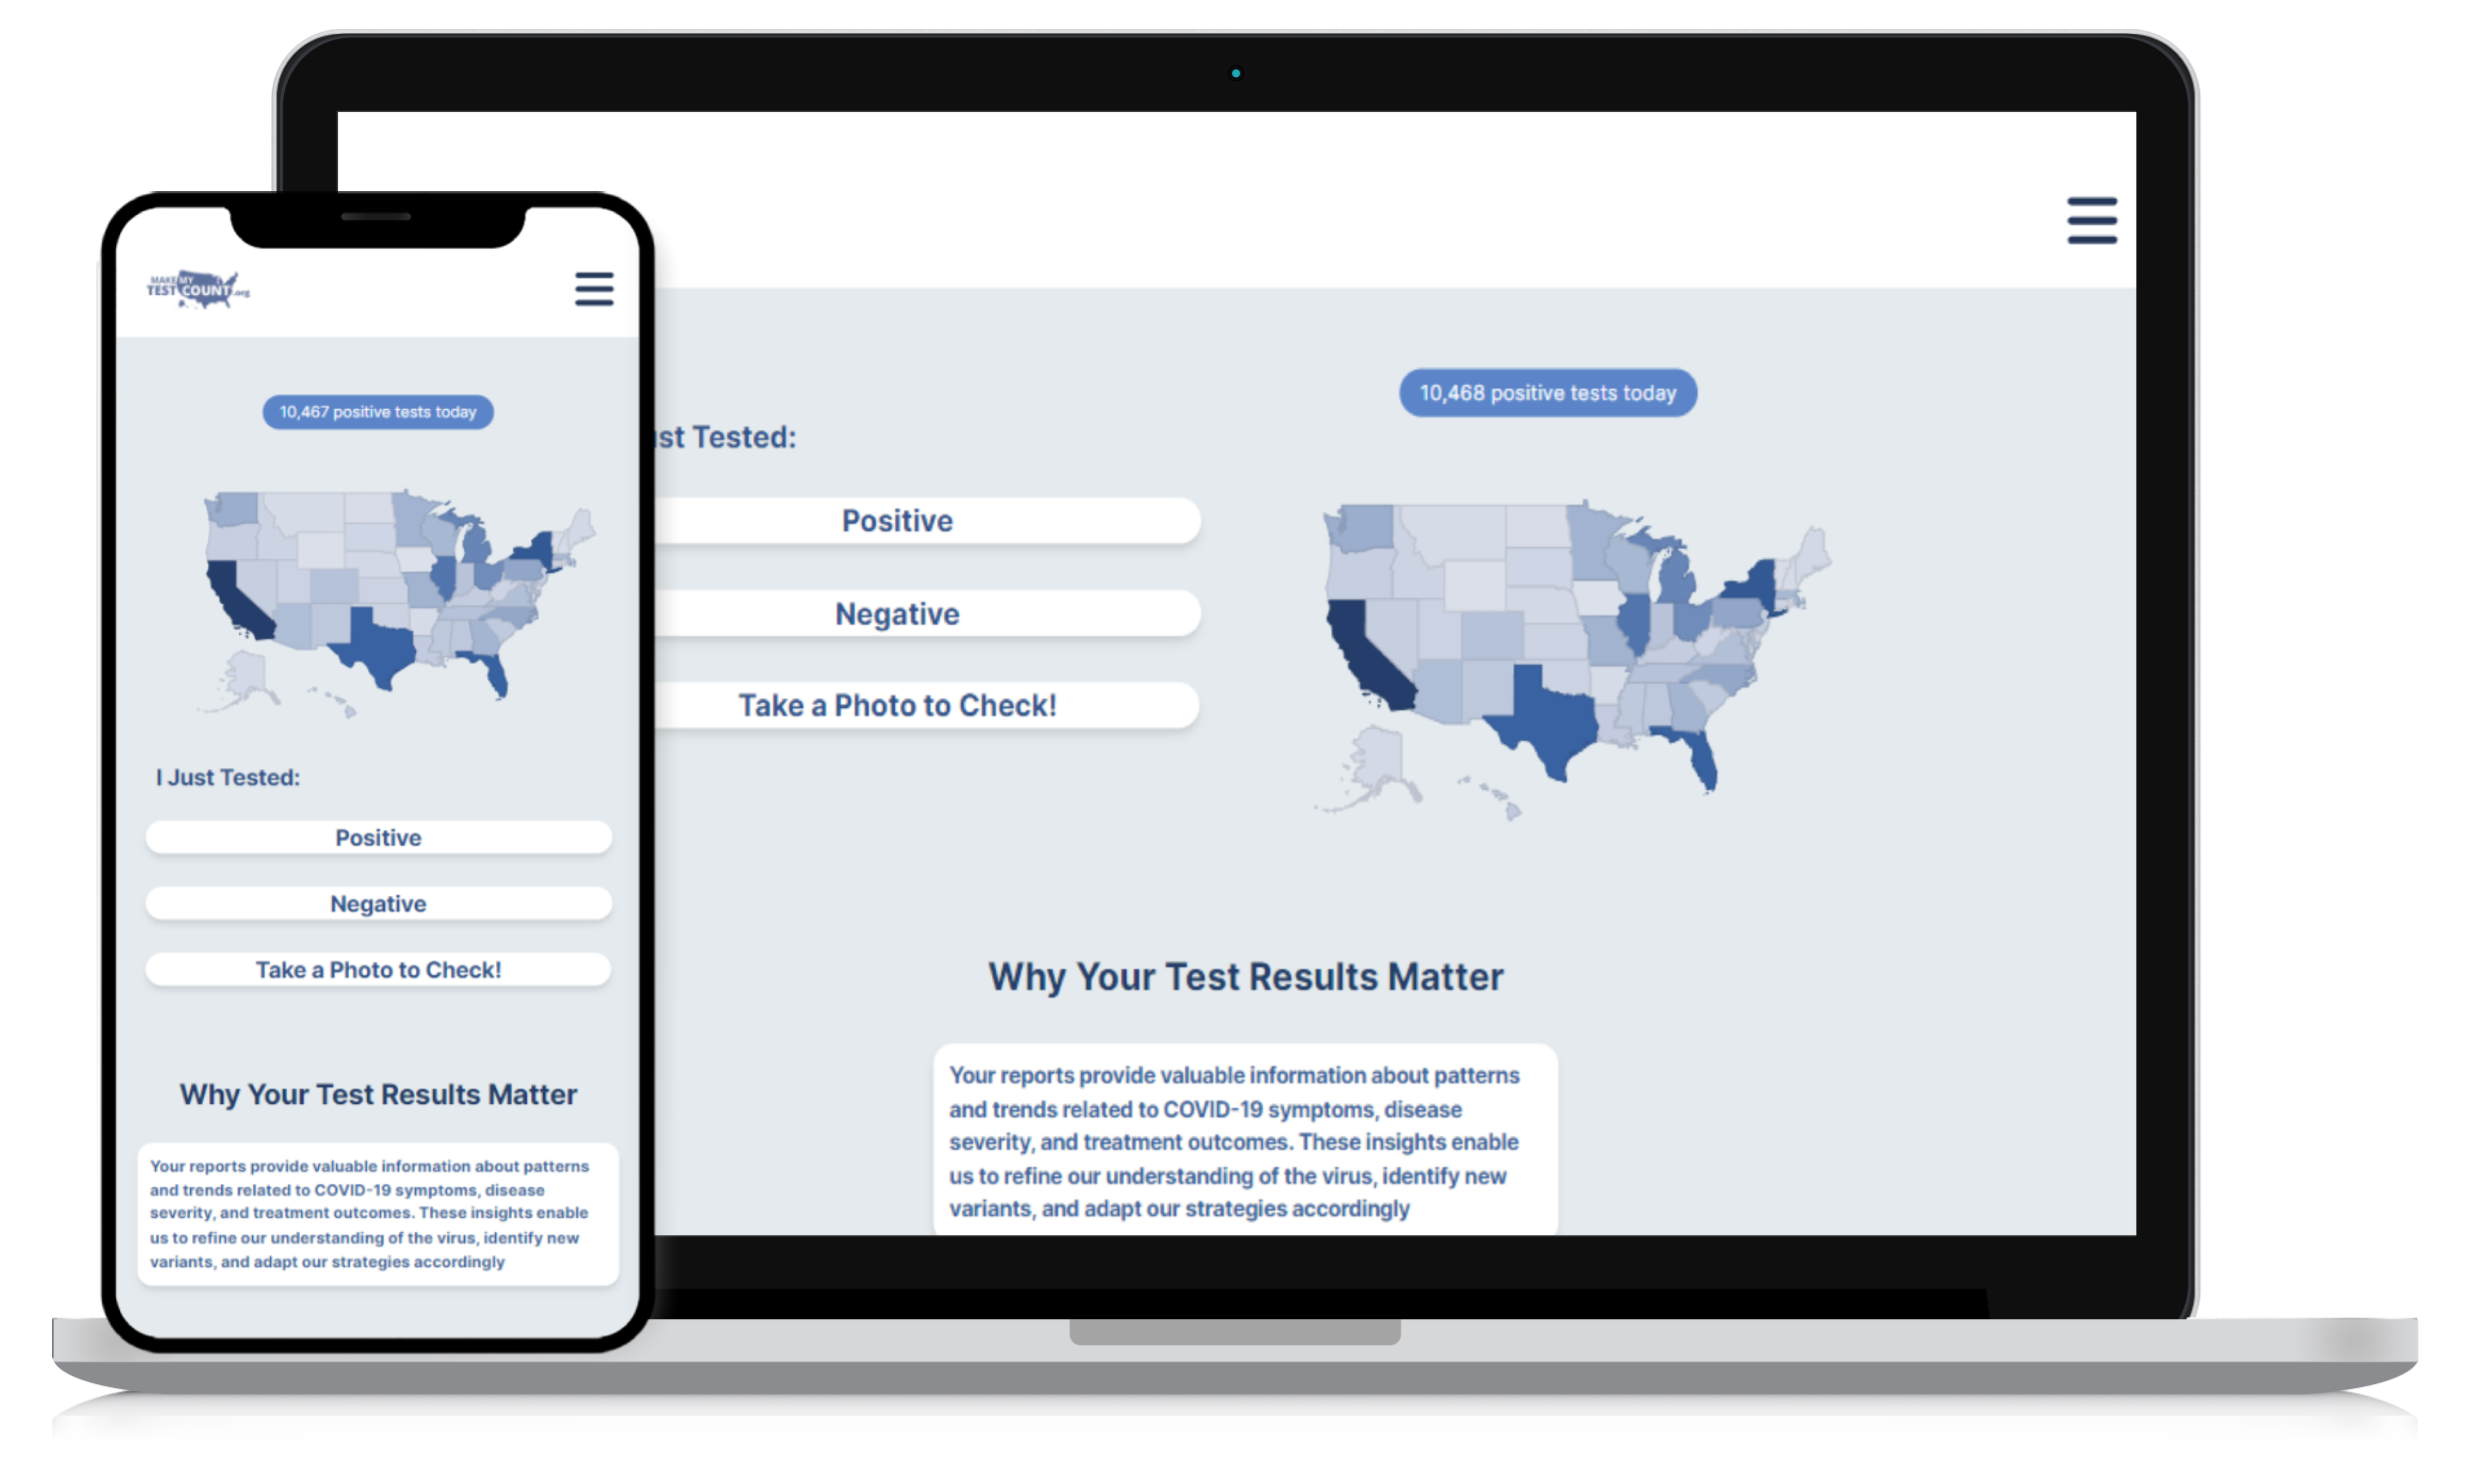 MAKE MY
TEST COUNT.org
10,467 positive tests today
I Just Tested:
Positive
Negative
Take a Photo to Check!
Why Your Test Results Matter
Your reports provide valuable information about patterns
and trends related to COVID-19 symptoms, disease
severity, and treatment outcomes. These insights enable
us to refine our understanding of the virus, identify new
variants, and adapt our strategies accordingly
10,468 positive tests today
st Tested:
Positive
Negative
Take a Photo to Check!
Why Your Test Results Matter
Your reports provide valuable information about patterns
and trends related to COVID-19 symptoms, disease
severity, and treatment outcomes. These insights enable
us to refine our understanding of the virus, identify new
variants, and adapt our strategies accordingly